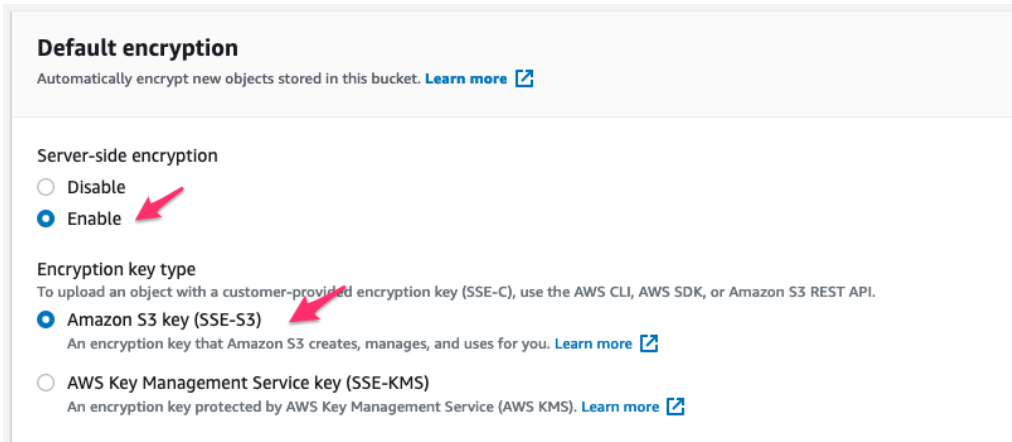 Default encryption
Automatically encrypt new objects stored in this bucket. Learn more
Server-side encryption
Disable
Enable
Encryption key type
To upload an object with a customer-provided encryption key (SSE-C), use the AWS CLI, AWS SDK, or Amazon S3 REST API.
Amazon S3 key (SSE-S3)
An encryption key that Amazon S3 creates, manages, and uses for you. Learn more
AWS Key Management Service key (SSE-KMS)
An encryption key protected by AWS Key Management Service (AWS KMS). Learn more